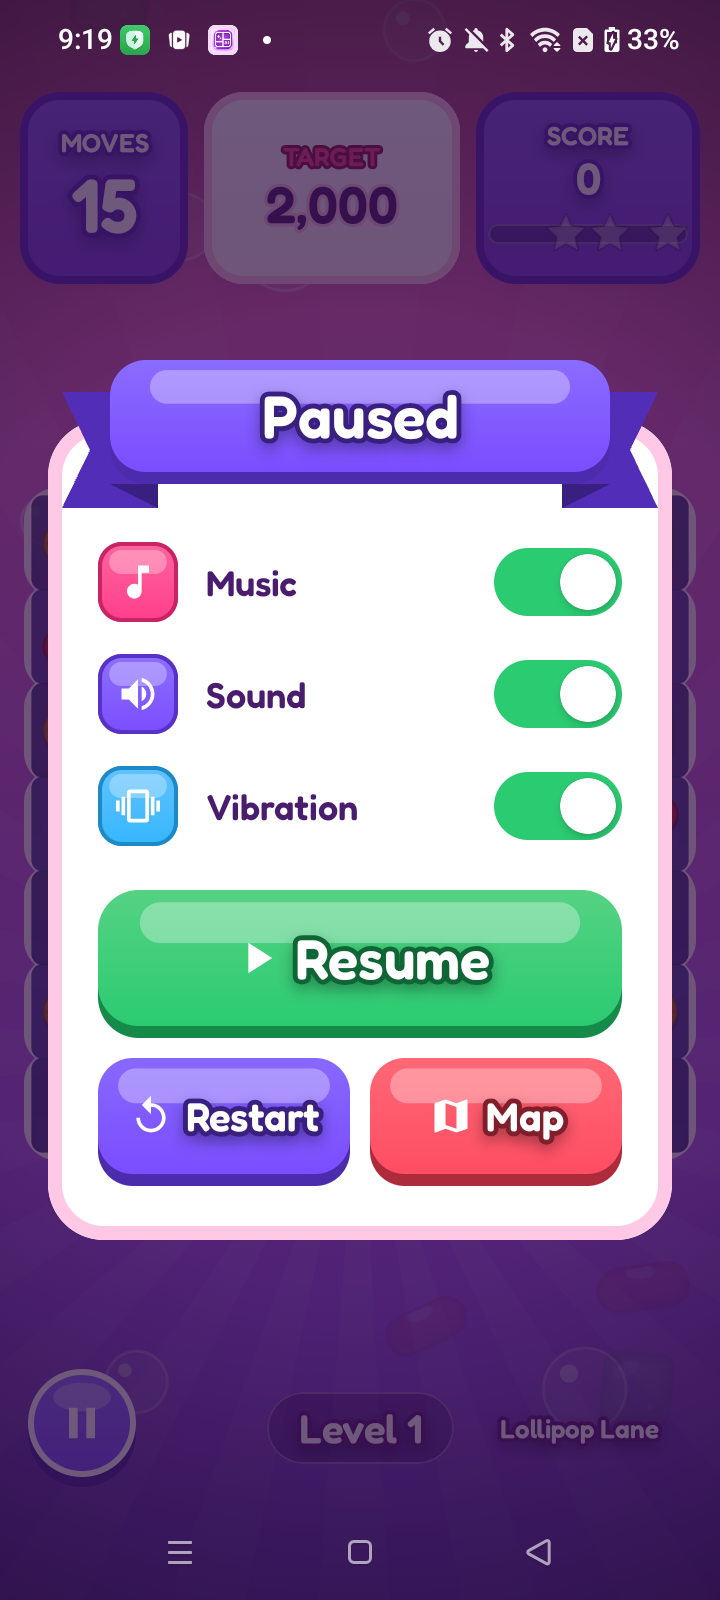 9:19
33%
MOVES
15
TARGET
2,000
SCORE
0
Paused
Music
Sound
Vibration
Resume
Restart
Map
Level 1
Lollipop Lane